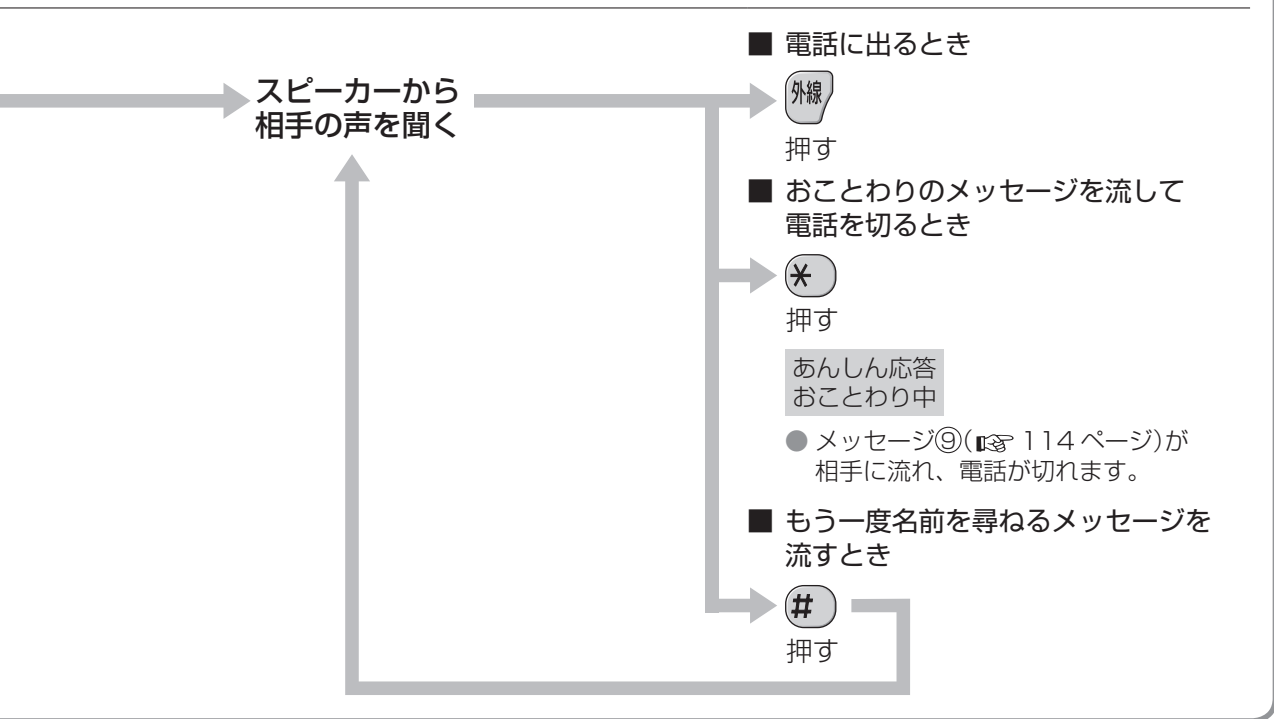 スピーカーから
相手の声を聞く
■ 電話に出るとき
外線
押す
■ おことわりのメッセージを流して
電話を切るとき
＊
押す
あんしん応答
おことわり中
● メッセージ⑨(☞ 114 ページ)が
相手に流れ、電話が切れます。
■ もう一度名前を尋ねるメッセージを
流すとき
#
押す